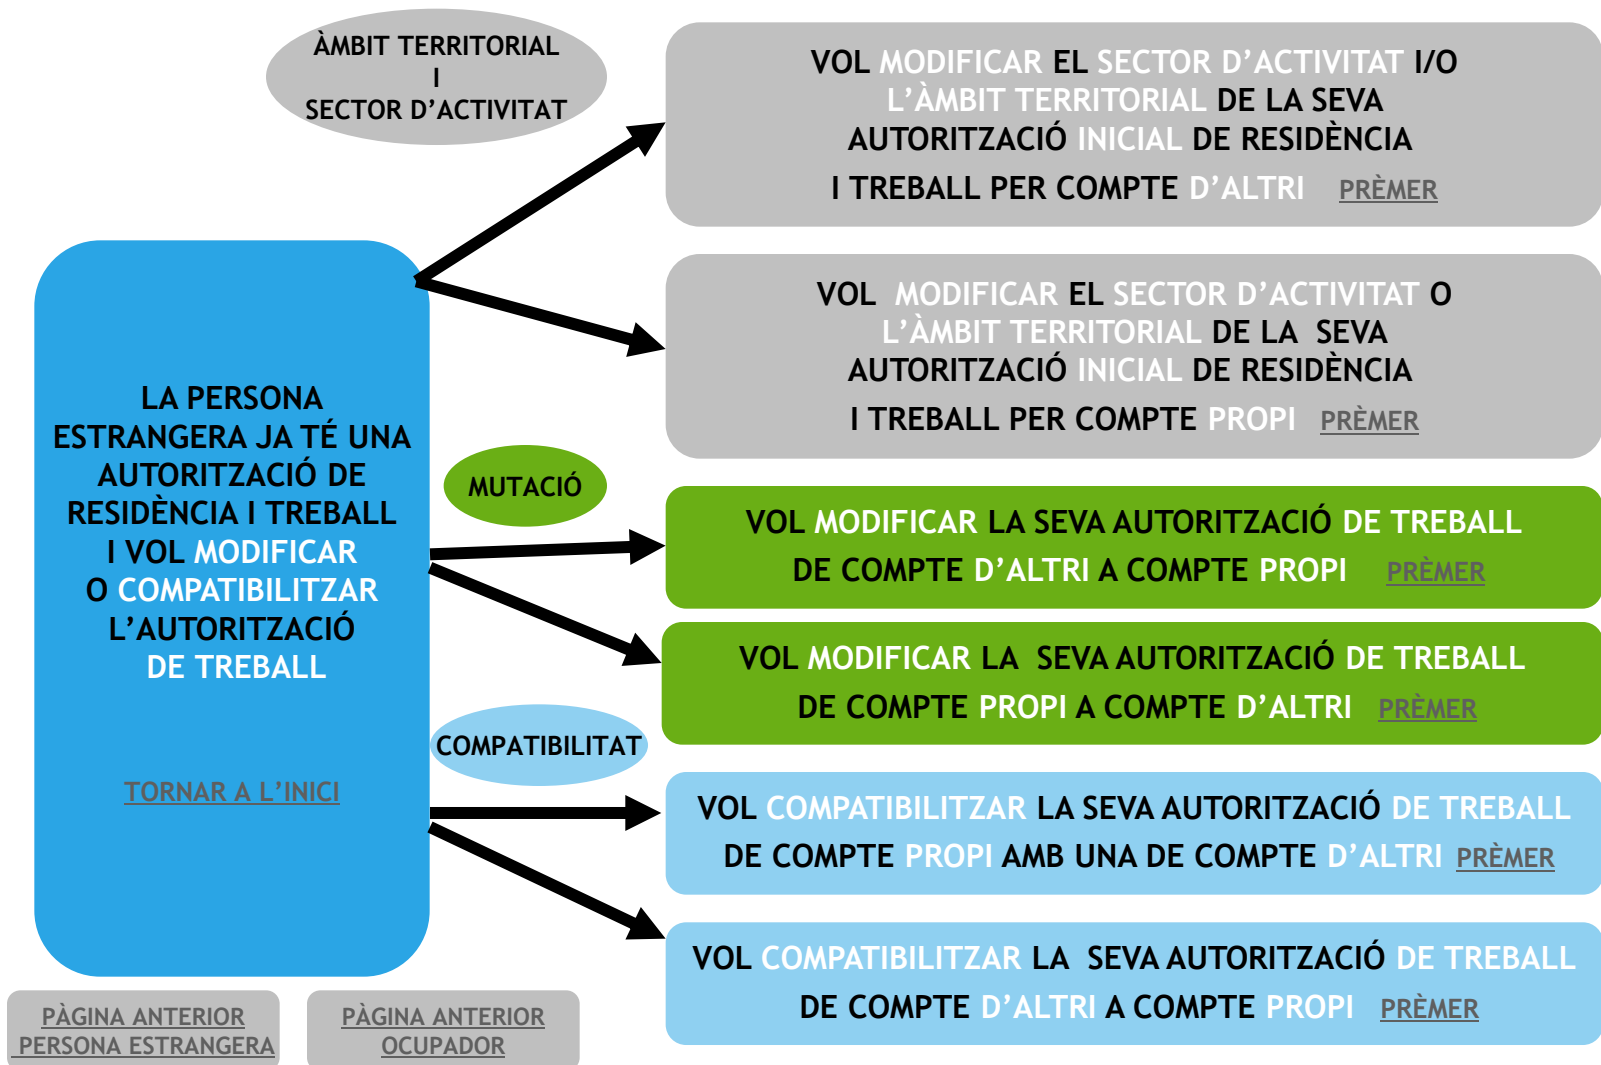 ÀMBIT TERRITORIAL
I
SECTOR D’ACTIVITAT
VOL MODIFICAR EL SECTOR D’ACTIVITAT I/O
L’ÀMBIT TERRITORIAL DE LA SEVA
AUTORITZACIÓ INICIAL DE RESIDÈNCIA
I TREBALL PER COMPTE D’ALTRI PRÈMER
VOL MODIFICAR EL SECTOR D’ACTIVITAT O
L’ÀMBIT TERRITORIAL DE LA SEVA
AUTORITZACIÓ INICIAL DE RESIDÈNCIA
I TREBALL PER COMPTE PROPI PRÈMER
LA PERSONA
ESTRANGERA JA TÉ UNA
AUTORITZACIÓ DE
RESIDÈNCIA I TREBALL
I VOL MODIFICAR
O COMPATIBILITZAR
L’AUTORITZACIÓ
DE TREBALL
TORNAR A L’INICI
MUTACIÓ
VOL MODIFICAR LA SEVA AUTORITZACIÓ DE TREBALL
DE COMPTE D’ALTRI A COMPTE PROPI PRÈMER
VOL MODIFICAR LA SEVA AUTORITZACIÓ DE TREBALL
DE COMPTE PROPI A COMPTE D’ALTRI PRÈMER
COMPATIBILITAT
VOL COMPATIBILITZAR LA SEVA AUTORITZACIÓ DE TREBALL
DE COMPTE PROPI AMB UNA DE COMPTE D’ALTRI PRÈMER
VOL COMPATIBILITZAR LA SEVA AUTORITZACIÓ DE TREBALL
DE COMPTE D’ALTRI A COMPTE PROPI PRÈMER
PÀGINA ANTERIOR
PERSONA ESTRANGERA
PÀGINA ANTERIOR
OCUPADOR